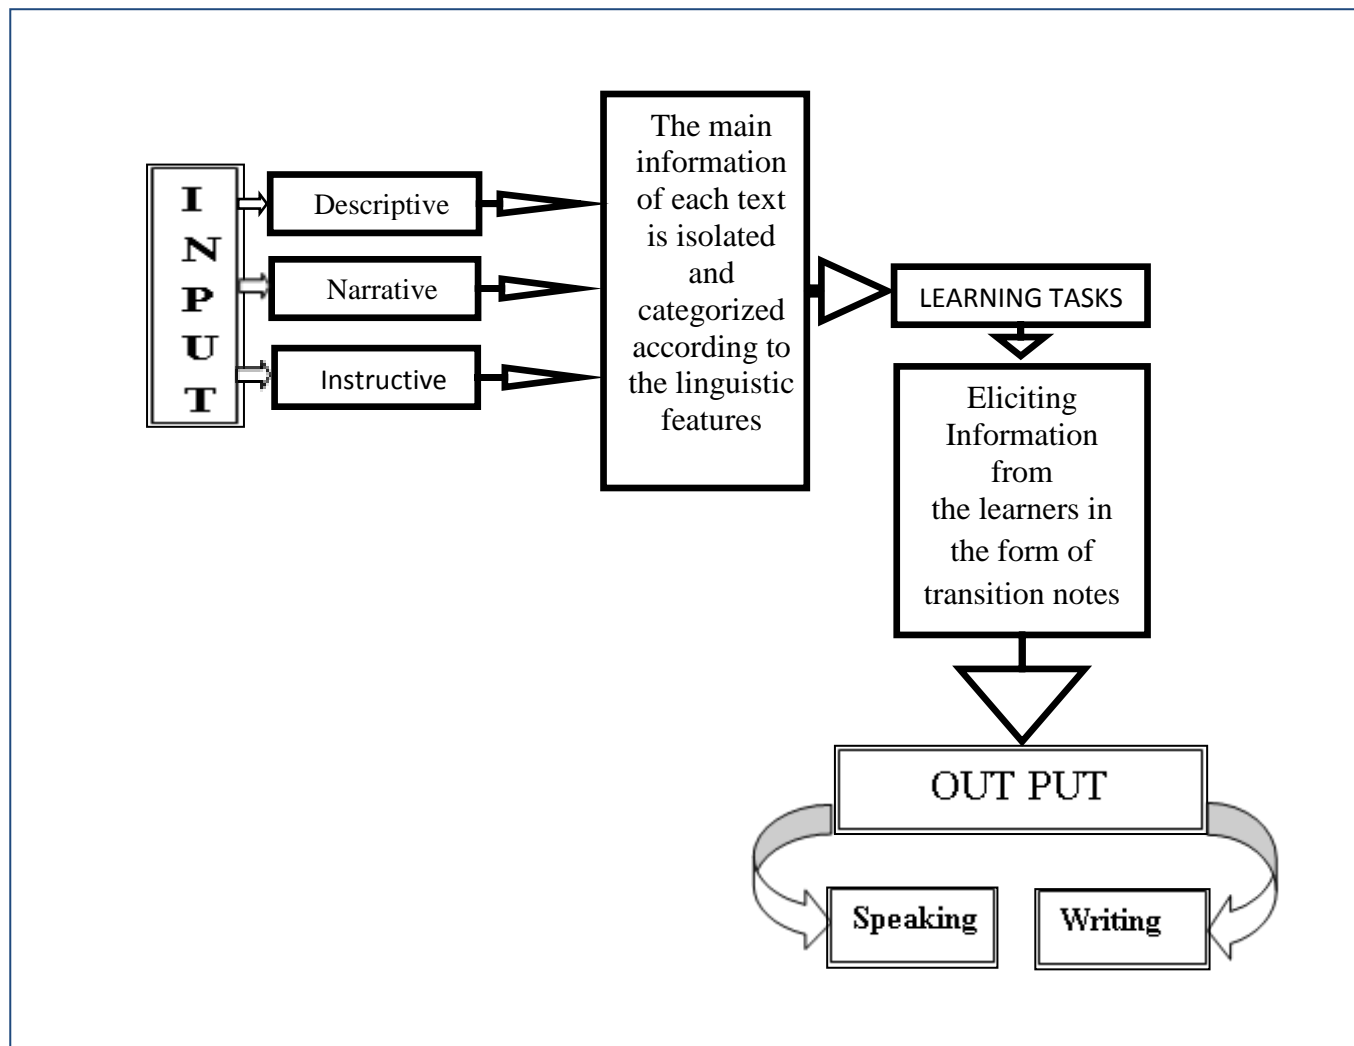 I
N
P
U
T
Descriptive
Narrative
Instructive
The main
information
of each text
is isolated
and
categorized
according to
the linguistic
features
LEARNING TASKS
Eliciting
Information
from
the learners in
the form of
transition notes
OUT PUT
Speaking
Writing